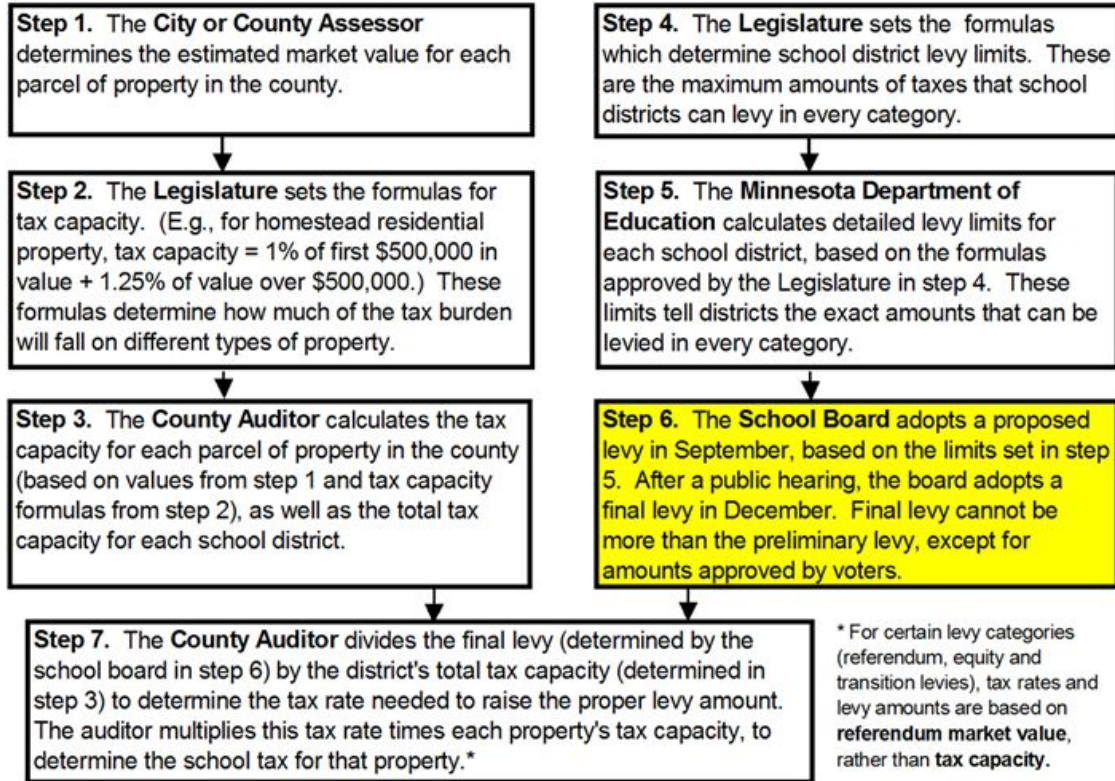 Step 1. The City or County Assessor
determines the estimated market value for each
parcel of property in the county.
Step 2. The Legislature sets the formulas for
tax capacity. (E.g., for homestead residential
property, tax capacity = 1% of first $500,000 in
value + 1.25% of value over $500,000.) These
formulas determine how much of the tax burden
will fall on different types of property.
Step 3. The County Auditor calculates the tax
capacity for each parcel of property in the county
(based on values from step 1 and tax capacity
formulas from step 2), as well as the total tax
capacity for each school district.
Step 4. The Legislature sets the formulas
which determine school district levy limits. These
are the maximum amounts of taxes that school
districts can levy in every category.
Step 5. The Minnesota Department of
Education calculates detailed levy limits for
each school district, based on the formulas
approved by the Legislature in step 4. These
limits tell districts the exact amounts that can be
levied in every category.
Step 6. The School Board adopts a proposed
levy in September, based on the limits set in step
5. After a public hearing, the board adopts a
final levy in December. Final levy cannot be
more than the preliminary levy, except for
amounts approved by voters.
Step 7. The County Auditor divides the final levy (determined by the
school board in step 6) by the district's total tax capacity (determined in
step 3) to determine the tax rate needed to raise the proper levy amount.
The auditor multiplies this tax rate times each property's tax capacity, to
determine the school tax for that property.*
* For certain levy categories
(referendum, equity and
transition levies), tax rates and
levy amounts are based on
referendum market value,
rather than tax capacity.